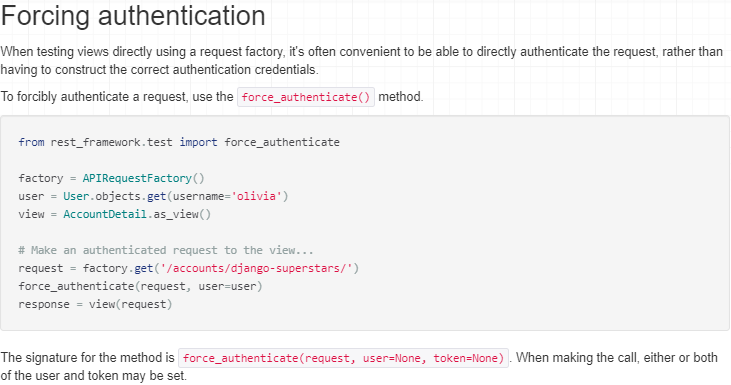 Forcing authentication
When testing views directly using a request factory, it's often convenient to be able to directly authenticate the request, rather than
having to construct the correct authentication credentials.
To forcibly authenticate a request, use the force_authenticate() method.
from rest_framework.test import force_authenticate
factory = APIRequestFactory()
user = User.objects.get(username='olivia')
view = AccountDetail.as_view()
# Make an authenticated request to the view...
request = factory.get('/accounts/django-superstars/')
force_authenticate(request, user=user)
response = view(request)
The signature for the method is force_authenticate(request, user=None, token=None). When making the call, either or both
of the user and token may be set.